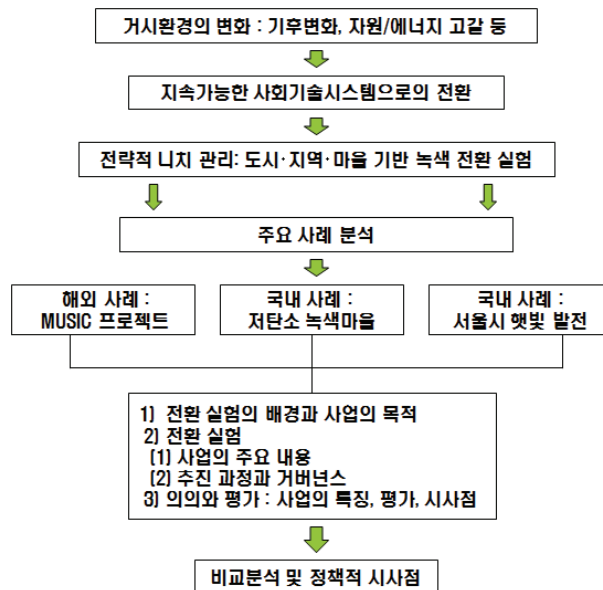 거시환경의 변화 : 기후변화, 자원/에너지 고갈 등
지속가능한 사회기술시스템으로의 전환
전략적 니치 관리: 도시·지역·마을 기반 녹색 전환 실험
주요 사례 분석
해외 사례 :
MUSIC 프로젝트
국내 사례 :
저탄소 녹색마을
국내 사례 :
서울시 햇빛 발전
1) 전환 실험의 배경과 사업의 목적
2) 전환 실험
(1) 사업의 주요 내용
(2) 추진 과정과 거버넌스
3) 의의와 평가 : 사업의 특징, 평가, 시사점
비교분석 및 정책적 시사점